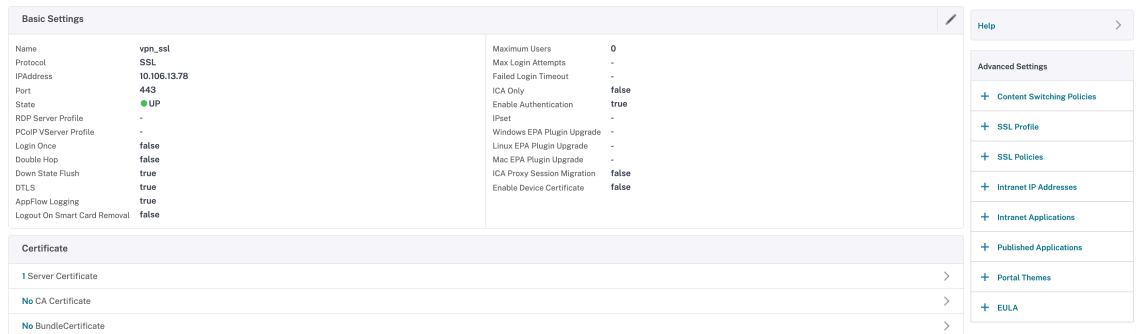 Basic Settings
Name vpn_ssl
Protocol SSL
IPAddress 10.106.13.78
Port 443
State UP
RDP Server Profile -
PCoIP VServer Profile -
Login Once false
Double Hop false
Down State Flush true
DTLS true
AppFlow Logging true
Logout On Smart Card Removal false
Maximum Users 0
Max Login Attempts -
Failed Login Timeout -
ICA Only false
Enable Authentication true
IPset -
Windows EPA Plugin Upgrade -
Linux EPA Plugin Upgrade -
Mac EPA Plugin Upgrade -
ICA Proxy Session Migration false
Enable Device Certificate false
Certificate
1 Server Certificate
No CA Certificate
No BundleCertificate
Help
Advanced Settings
+ Content Switching Policies
+ SSL Profile
+ SSL Policies
+ Intranet IP Addresses
+ Intranet Applications
+ Published Applications
+ Portal Themes
+ EULA